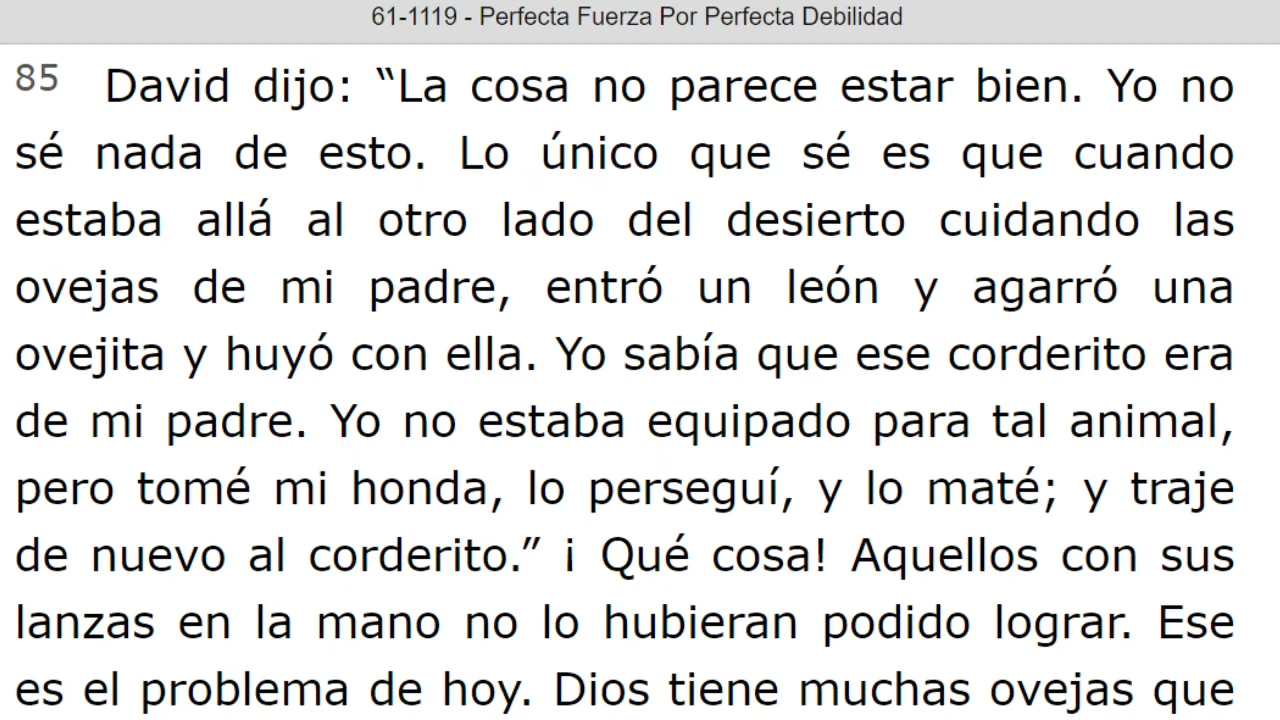 61-1119 - Perfecta Fuerza Por Perfecta Debilidad
85 David dijo: “La cosa no parece estar bien. Yo no
sé nada de esto. Lo único que sé es que cuando
estaba allá al otro lado del desierto cuidando las
ovejas de mi padre, entró un león y agarró una
ovejita y huyó con ella. Yo sabía que ese corderito era
de mi padre. Yo no estaba equipado para tal animal,
pero tomé mi honda, lo perseguí, y lo maté; y traje
de nuevo al corderito.” ¡ Qué cosa! Aquellos con sus
lanzas en la mano no lo hubieran podido lograr. Ese
es el problema de hoy. Dios tiene muchas ovejas que